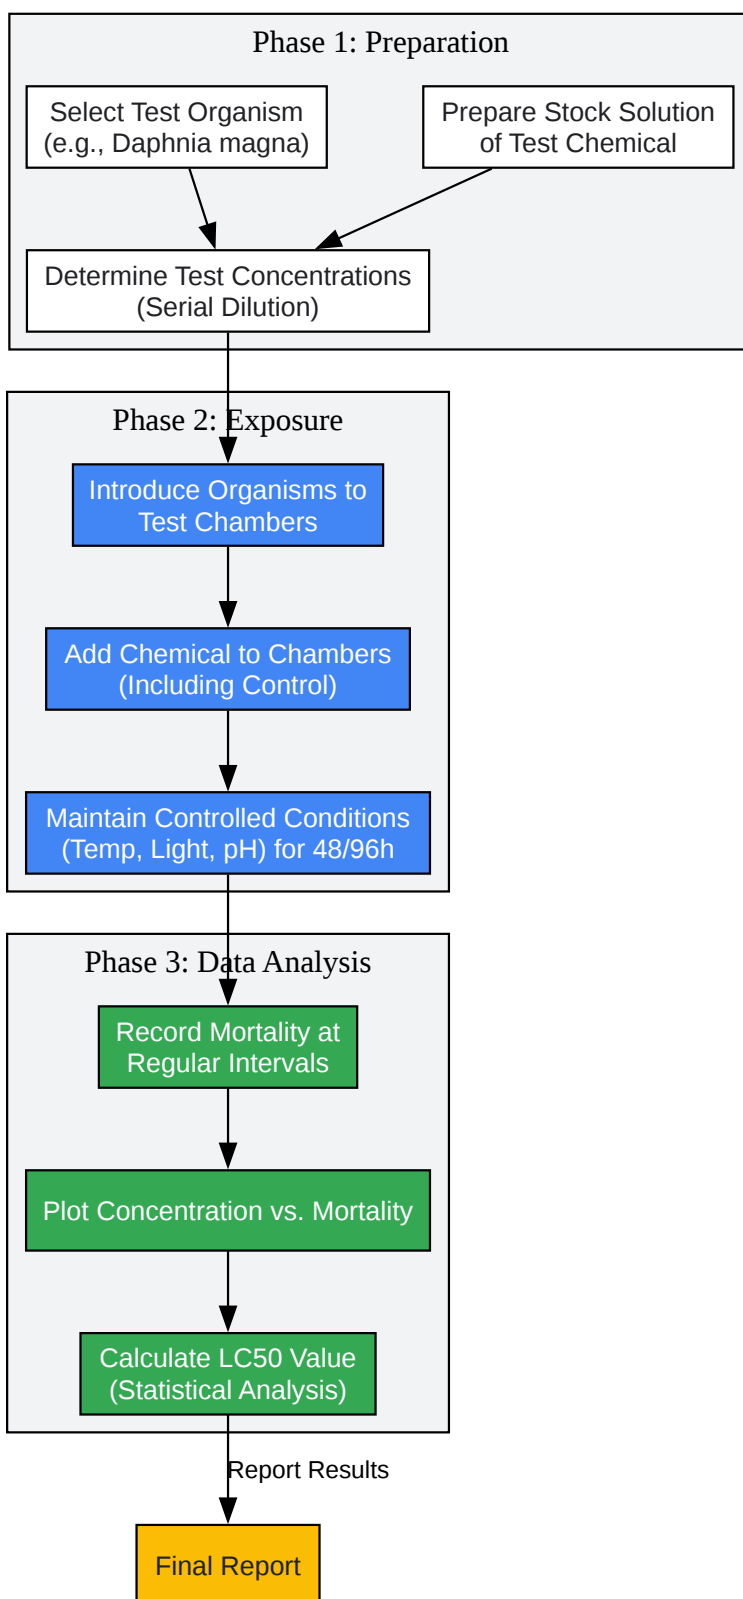 Phase 1: Preparation
Select Test Organism
(e.g., Daphnia magna)
Prepare Stock Solution
of Test Chemical
Determine Test Concentrations
(Serial Dilution)
Phase 2: Exposure
Introduce Organisms to
Test Chambers
Add Chemical to Chambers
(Including Control)
Maintain Controlled Conditions
(Temp, Light, pH) for 48/96h
Phase 3: Data Analysis
Record Mortality at
Regular Intervals
Plot Concentration vs. Mortality
Calculate LC50 Value
(Statistical Analysis)
Report Results
Final Report